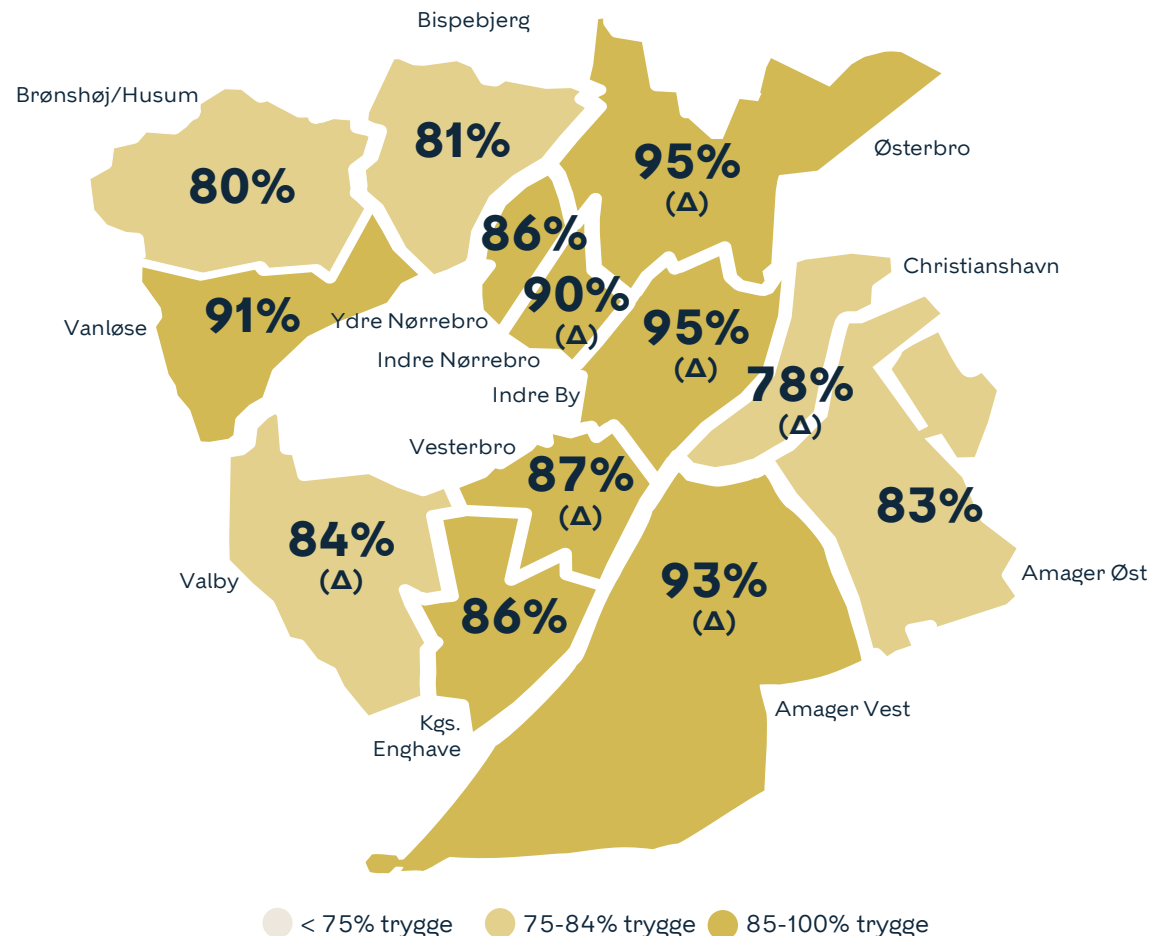 Bispebjerg
Brønshøj/Husum
81%
95%
(Δ)
Østerbro
80%
86%
Christianshavn
90%
(Δ)
91%
Vanløse
Ydre Nørrebro
95%
(Δ)
Indre Nørrebro
78%
(Δ)
Indre By
Vesterbro
87%
(Δ)
83%
84%
(Δ)
Valby
93%
(Δ)
Amager Øst
86%
Amager Vest
Kgs.
Enghave
< 75% trygge
75-84% trygge
85-100% trygge